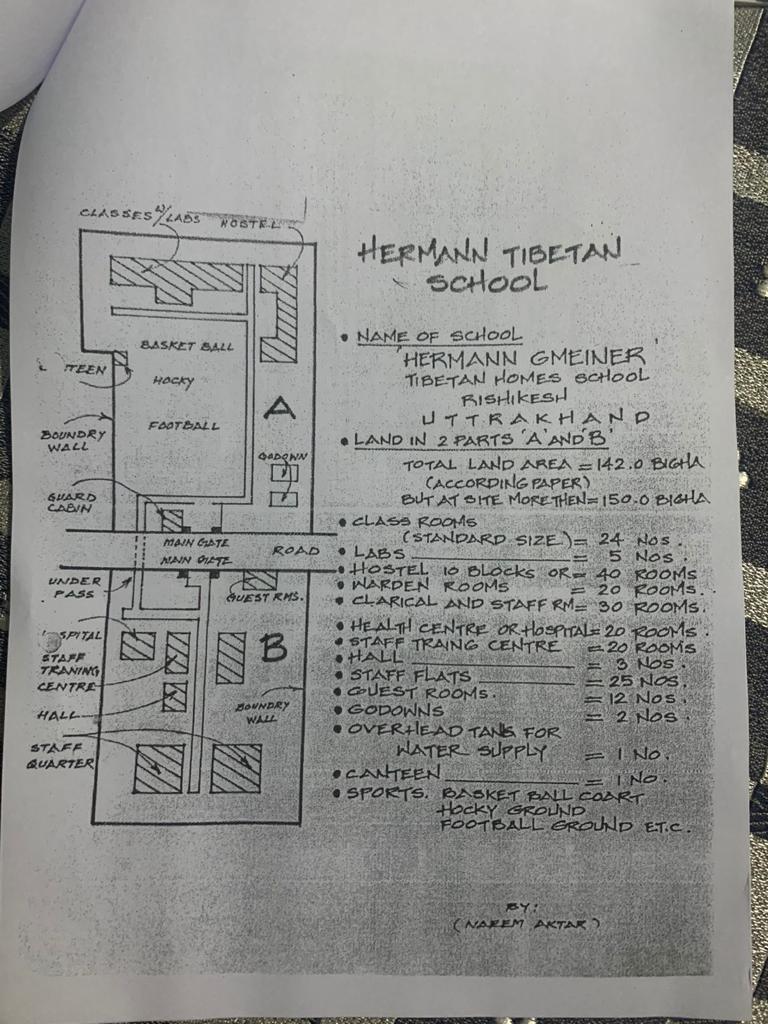 CLASSES W/ LABS
HOSTEL
BASKET BALL
TEEN
HOCKY
FOOTBALL
A
BOUNDRY
WALL
GODOWN
GUARD
CABIN
MAIN GATE
MAIN GATE
ROAD
UNDER
PASS
GUEST RMS.
SPITAL
B
STAFF
TRANING
CENTRE
HALL
BOUNDRY
WALL
STAFF
QUARTER
HERMANN TIBETAN
SCHOOL
• NAME OF SCHOOL
'HERMANN GMEINER'
TIBETAN HOMES SCHOOL
RISHIKESH
UTTRAKHAND
• LAND IN 2 PARTS 'A' AND 'B'
TOTAL LAND AREA = 142.0 BIGHA
(ACCORDING PAPER)
BUT AT SITE MORE THEN = 150.0 BIGHA
• CLASS ROOMS
(STANDARD SIZE) = 24 NOS.
• LABS = 5 NOS.
• HOSTEL 10 BLOCKS OR = 40 ROOMS
• WARDEN ROOMS = 20 ROOMS.
• CLARICAL AND STAFF RM = 30 ROOMS.
• HEALTH CENTRE OR HOSPITAL = 20 ROOMS.
• STAFF TRAING CENTRE = 20 ROOMS
• HALL = 3 NOS.
• STAFF FLATS = 25 NOS.
• GUEST ROOMS. = 12 NOS.
• GODOWNS = 2 NOS.
• OVERHEAD TANG FOR
WATER SUPPLY = 1 NO.
• CANTEEN = 1 NO.
• SPORTS. BASKET BALL COART
HOCKY GROUND
FOOTBALL GROUND ETC.
BY:
(NAEEM AKTAR)